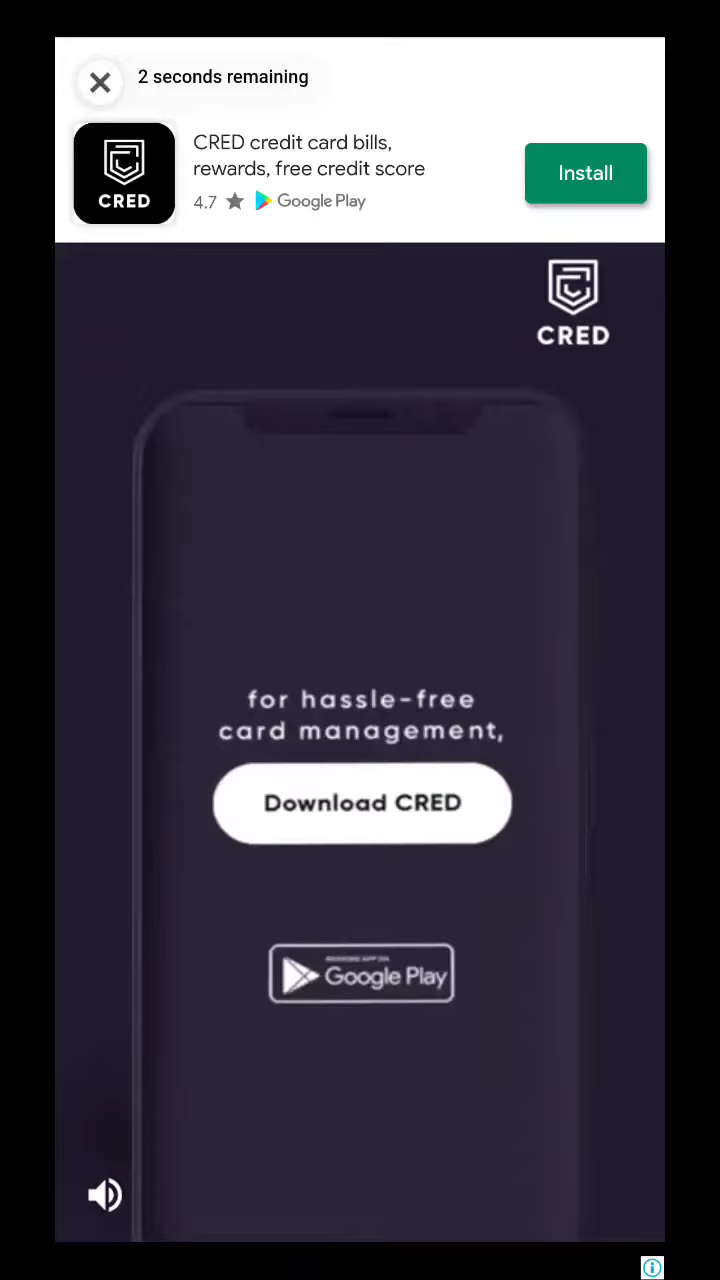 2 seconds remaining
CRED credit card bills,
rewards, free credit score
Install
CRED
4.7
Google Play
CRED
for hassle-free
card management,
Download CRED
Google Play